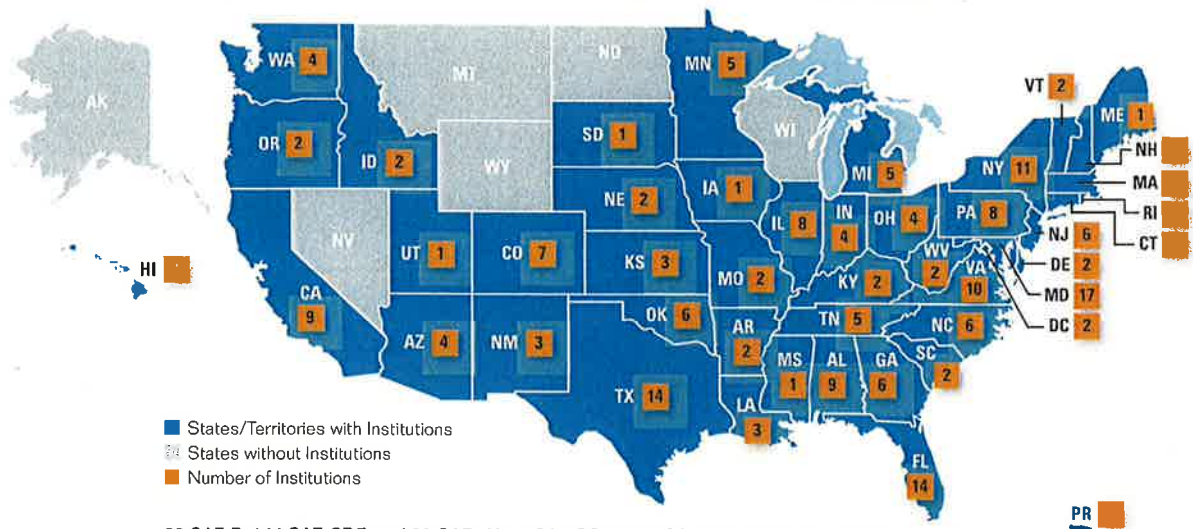 AK
WA 4
MT
ND
MN 5
VT 2
ME 1
OR 2
ID 2
SD 1
WI
WY
NH
MA
RI
CT
NY 11
MI 5
IA 1
NE 2
NV
UT 1
CO 7
IL 8
IN 4
OH 4
PA 8
NJ 6
DE 2
MD 17
DC 2
HI
CA 9
KS 3
MO 2
KY 2
WV 2
VA 10
AZ 4
NM 3
OK 6
AR 2
TN 5
NC 6
SC 2
MS 1
AL 9
GA 6
TX 14
LA 3
FL 14
States/Territories with Institutions
States without Institutions
Number of Institutions
PR